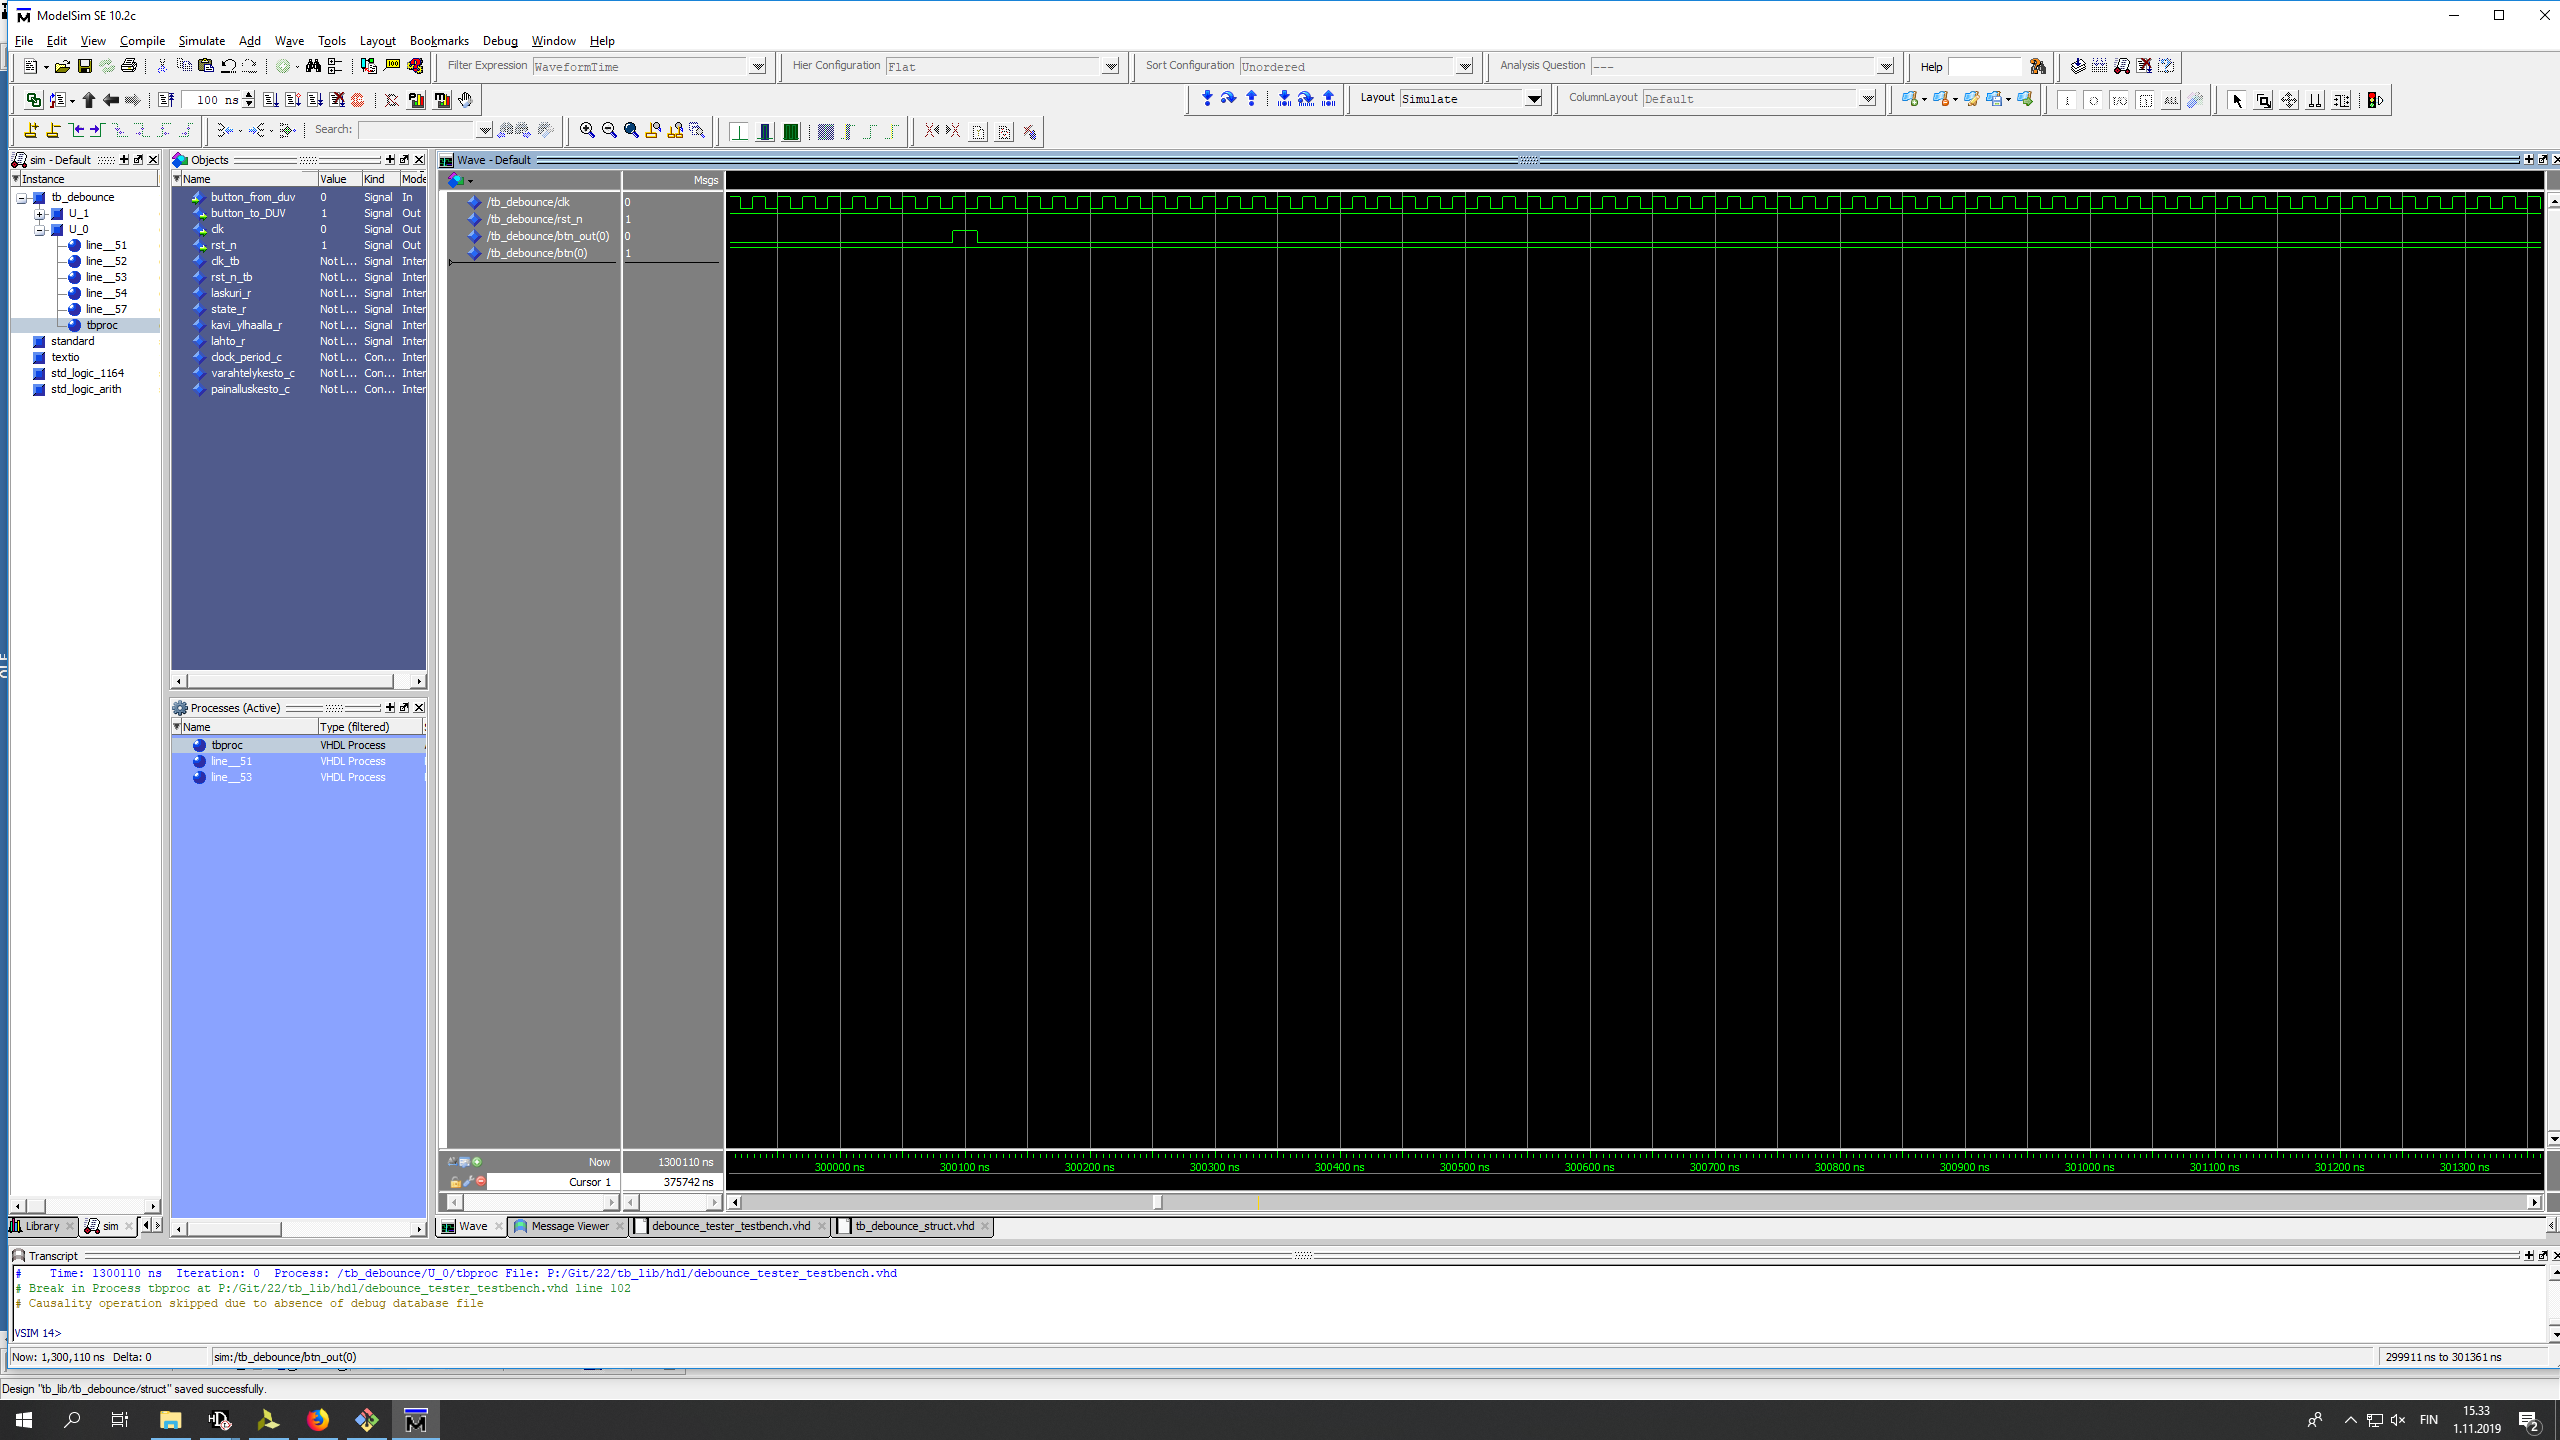 ModelSim SE 10.2c
File Edit View Compile Simulate Add Wave Tools Layout Bookmarks Debug Window Help
Filter Expression WaveformTime Hier Configuration Flat Sort Configuration Unordered Analysis Question --- Help
100 ns Layout Simulate ColumnLayout Default
Search:
sim - Default
Instance
tb_debounce
U_1
U_0
line__51
line__52
line__53
line__54
line__57
tbproc
standard
textio
std_logic_1164
std_logic_arith
Library sim
Objects
Name Value Kind Mode
button_from_duv 0 Signal In
button_to_DUV 1 Signal Out
clk 0 Signal Out
rst_n 1 Signal Out
clk_tb Not L... Signal Inter
rst_n_tb Not L... Signal Inter
laskuri_r Not L... Signal Inter
state_r Not L... Signal Inter
kavi_ylhaalla_r Not L... Signal Inter
lahto_r Not L... Signal Inter
clock_period_c Not L... Con... Inter
varahtelykesto_c Not L... Con... Inter
painalluskesto_c Not L... Con... Inter
Processes (Active)
Name Type (filtered)
tbproc VHDL Process
line__51 VHDL Process
line__53 VHDL Process
Wave - Default
Msgs
/tb_debounce/clk 0
/tb_debounce/rst_n 1
/tb_debounce/btn_out(0) 0
/tb_debounce/btn(0) 1
Now 1300110 ns
Cursor 1 375742 ns
300000 ns 300100 ns 300200 ns 300300 ns 300400 ns 300500 ns 300600 ns 300700 ns 300800 ns 300900 ns 301000 ns 301100 ns 301200 ns 301300 ns
Wave Message Viewer debounce_tester_testbench.vhd tb_debounce_struct.vhd
Transcript
# Time: 1300110 ns Iteration: 0 Process: /tb_debounce/U_0/tbproc File: P:/Git/22/tb_lib/hdl/debounce_tester_testbench.vhd
# Break in Process tbproc at P:/Git/22/tb_lib/hdl/debounce_tester_testbench.vhd line 102
# Causality operation skipped due to absence of debug database file
VSIM 14>
Now: 1,300,110 ns Delta: 0 sim:/tb_debounce/btn_out(0) 299911 ns to 301361 ns
Design "tb_lib/tb_debounce/struct" saved successfully.
FIN 15.33
1.11.2019
2